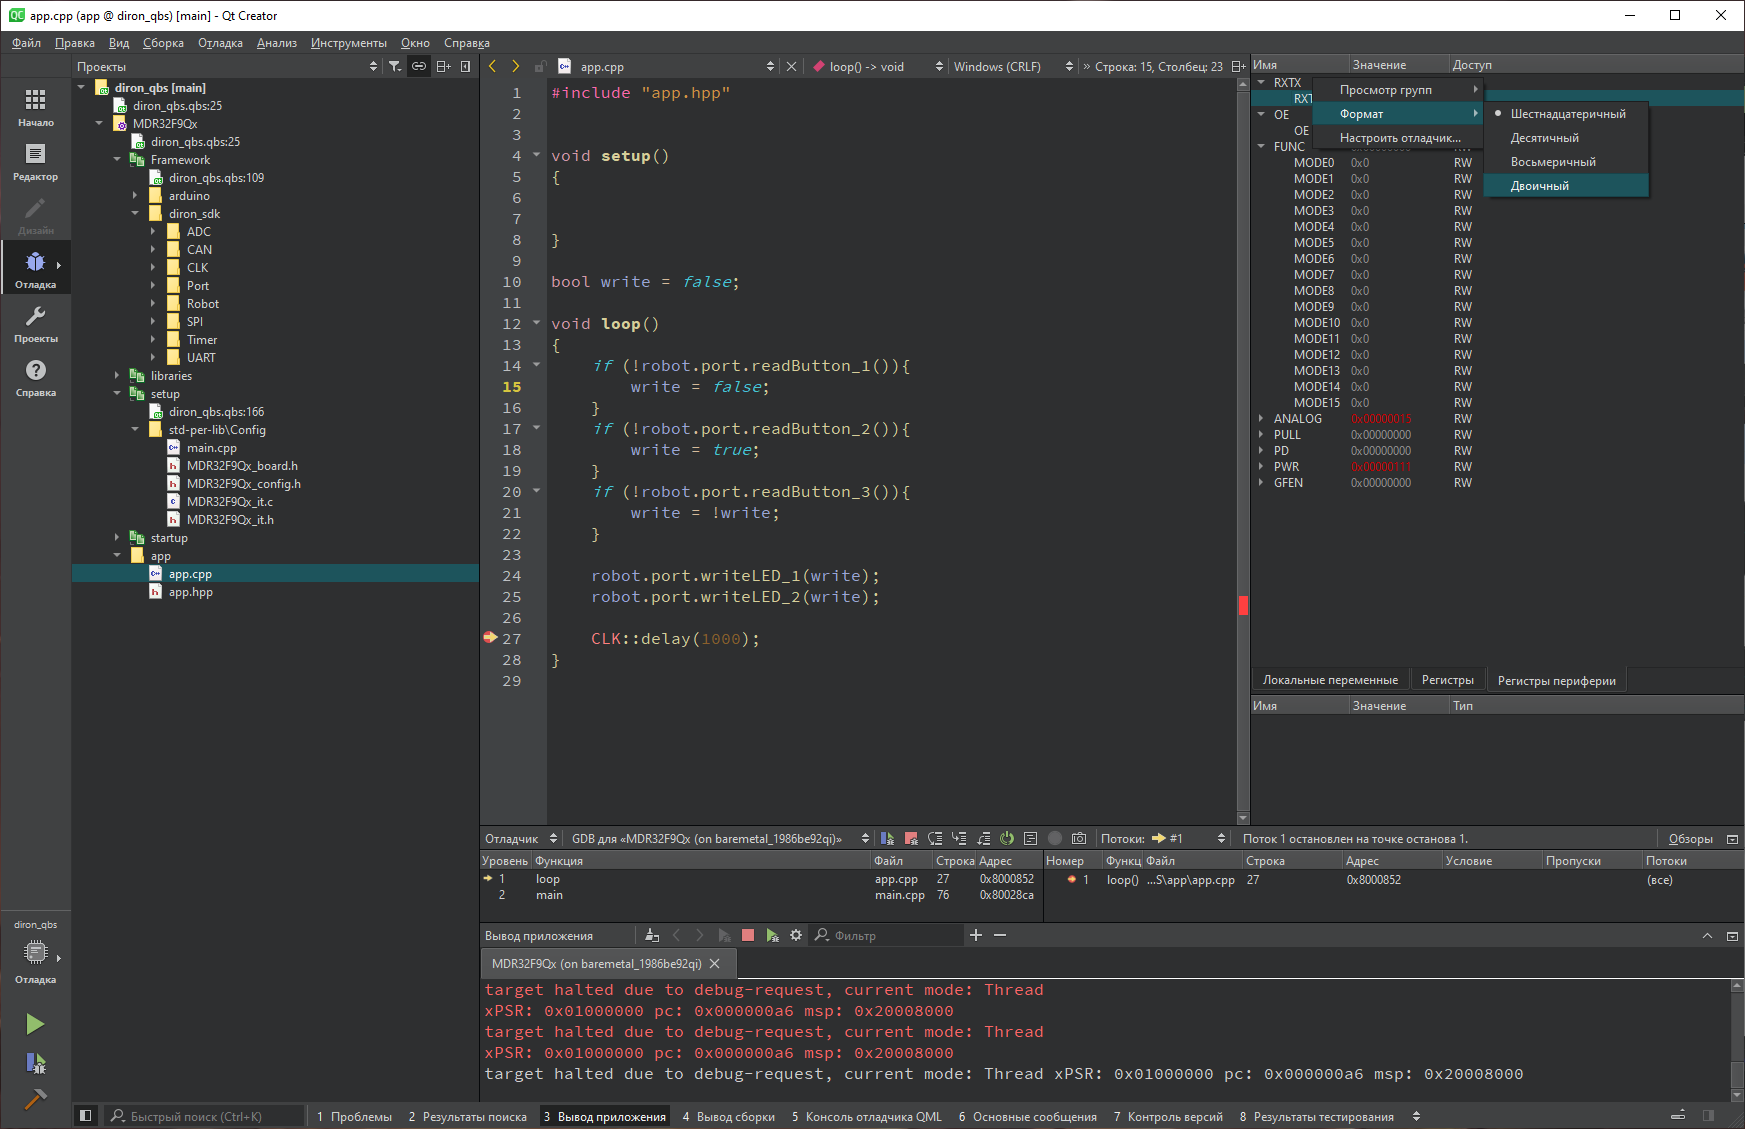 app.cpp (app @ diron_qbs) [main] - Qt Creator
Файл Правка Вид Сборка Отладка Анализ Инструменты Окно Справка
Начало
Редактор
Дизайн
Отладка
Проекты
Справка
diron_qbs
Отладка
Проекты
diron_qbs [main]
diron_qbs.qbs:25
MDR32F9Qx
diron_qbs.qbs:25
Framework
diron_qbs.qbs:109
arduino
diron_sdk
ADC
CAN
CLK
Port
Robot
SPI
Timer
UART
libraries
setup
diron_qbs.qbs:166
std-per-lib\Config
main.cpp
MDR32F9Qx_board.h
MDR32F9Qx_config.h
MDR32F9Qx_it.c
MDR32F9Qx_it.h
startup
app
app.cpp
app.hpp
app.cpp loop() -> void Windows (CRLF) » Строка: 15, Столбец: 23
1 #include "app.hpp"
2
3
4 void setup()
5 {
6
7
8 }
9
10 bool write = false;
11
12 void loop()
13 {
14 if (!robot.port.readButton_1()){
15 write = false;
16 }
17 if (!robot.port.readButton_2()){
18 write = true;
19 }
20 if (!robot.port.readButton_3()){
21 write = !write;
22 }
23
24 robot.port.writeLED_1(write);
25 robot.port.writeLED_2(write);
26
27 CLK::delay(1000);
28 }
29
Имя Значение Доступ
RXTX
RXT
OE
OE
FUNC
MODE0 0x0 RW
MODE1 0x0 RW
MODE2 0x0 RW
MODE3 0x0 RW
MODE4 0x0 RW
MODE5 0x0 RW
MODE6 0x0 RW
MODE7 0x0 RW
MODE8 0x0 RW
MODE9 0x0 RW
MODE10 0x0 RW
MODE11 0x0 RW
MODE12 0x0 RW
MODE13 0x0 RW
MODE14 0x0 RW
MODE15 0x0 RW
ANALOG 0x00000015 RW
PULL 0x00000000 RW
PD 0x00000000 RW
PWR 0x00000111 RW
GFEN 0x00000000 RW
Просмотр групп
Формат
Настроить отладчик...
Шестнадцатеричный
Десятичный
Восьмеричный
Двоичный
Локальные переменные Регистры Регистры периферии
Имя Значение Тип
Отладчик GDB для «MDR32F9Qx (on baremetal_1986be92qi)» Потоки: #1 Поток 1 остановлен на точке останова 1. Обзоры
Уровень Функция Файл Строка Адрес
1 loop app.cpp 27 0x8000852
2 main main.cpp 76 0x80028ca
Номер Функц Файл Строка Адрес Условие Пропуски Потоки
1 loop() ...S\app\app.cpp 27 0x8000852 (все)
Вывод приложения Фильтр
MDR32F9Qx (on baremetal_1986be92qi)
target halted due to debug-request, current mode: Thread
xPSR: 0x01000000 pc: 0x000000a6 msp: 0x20008000
target halted due to debug-request, current mode: Thread
xPSR: 0x01000000 pc: 0x000000a6 msp: 0x20008000
target halted due to debug-request, current mode: Thread xPSR: 0x01000000 pc: 0x000000a6 msp: 0x20008000
Быстрый поиск (Ctrl+K) 1 Проблемы 2 Результаты поиска 3 Вывод приложения 4 Вывод сборки 5 Консоль отладчика QML 6 Основные сообщения 7 Контроль версий 8 Результаты тестирования